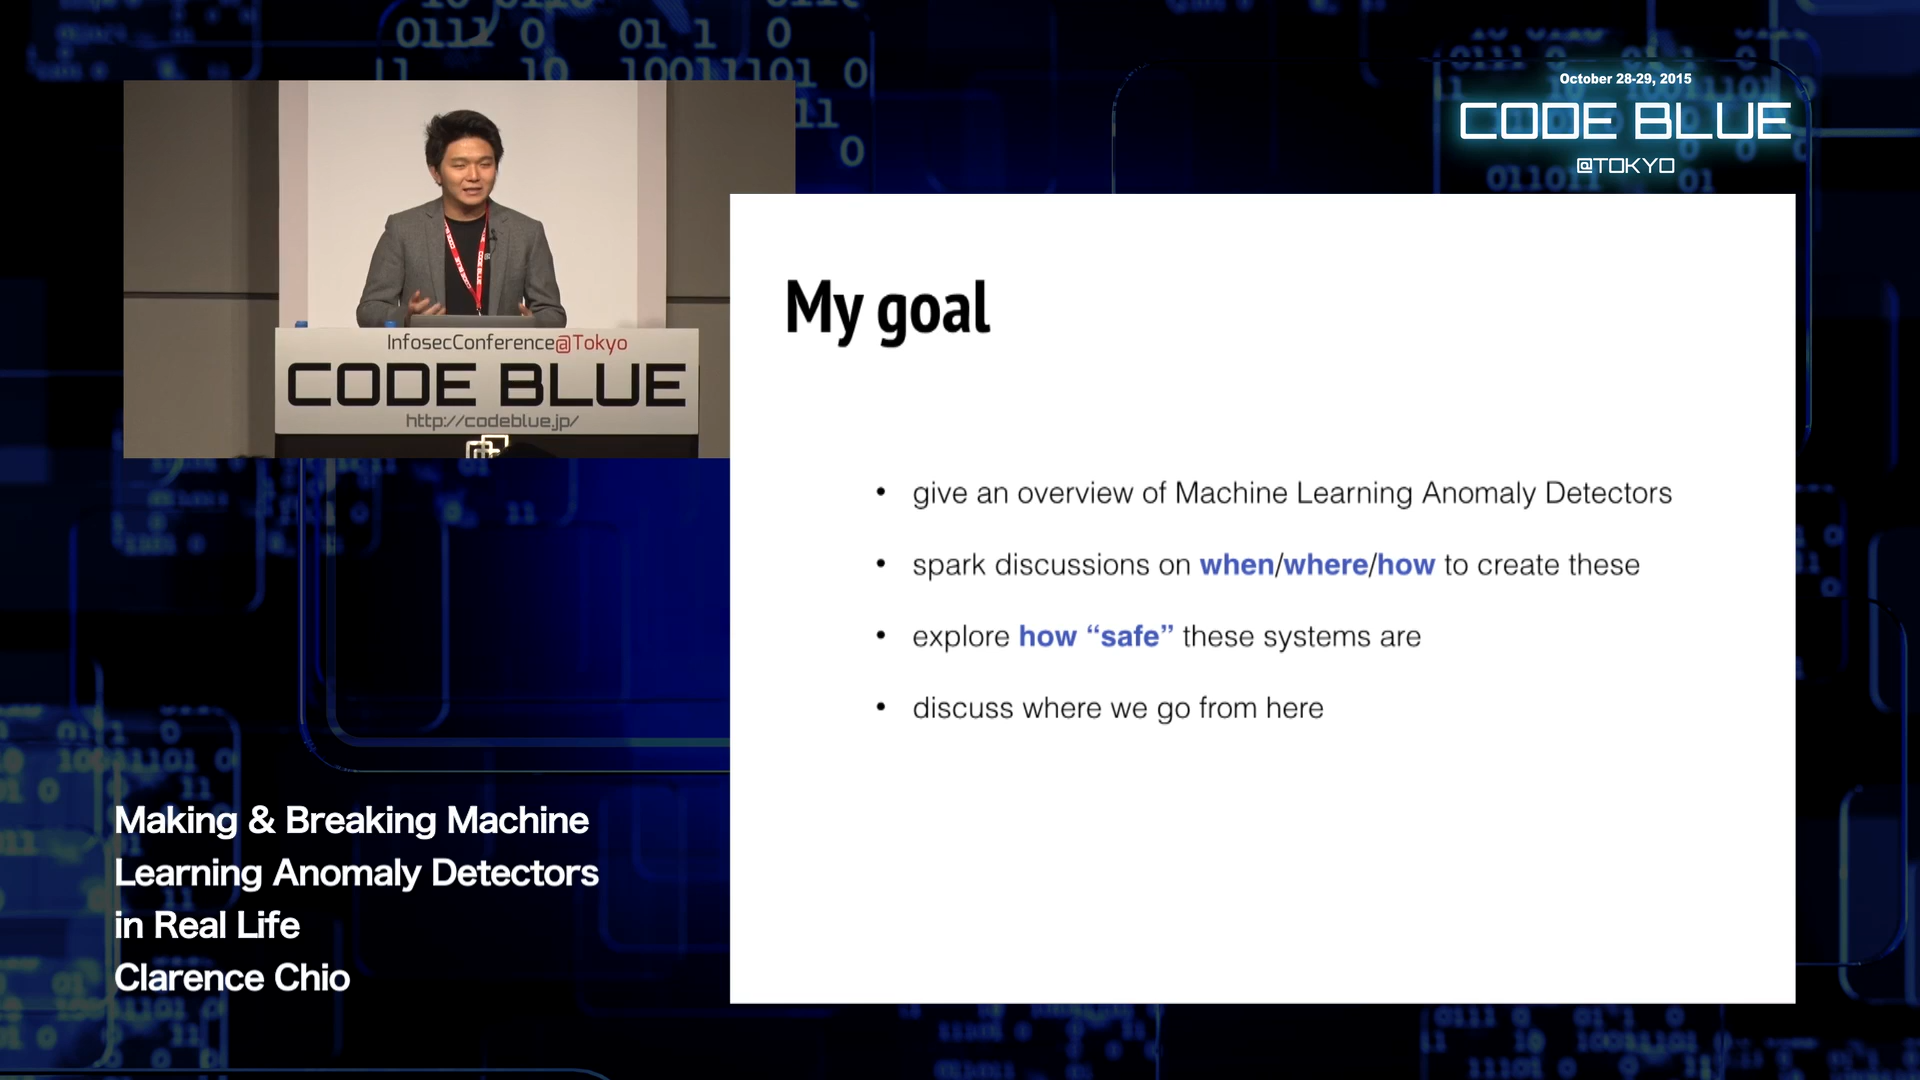 October 28-29, 2015
CODE BLUE
@TOKYO
InfosecConference@Tokyo
CODE BLUE
http://codeblue.jp/
My goal
• give an overview of Machine Learning Anomaly Detectors
• spark discussions on when/where/how to create these
• explore how “safe” these systems are
• discuss where we go from here
Making & Breaking Machine
Learning Anomaly Detectors
in Real Life
Clarence Chio